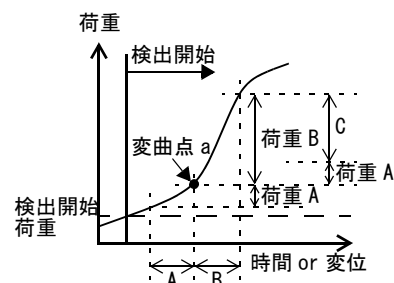 荷重
検出開始
変曲点 a
荷重 B
C
荷重 A
荷重 A
検出開始
荷重
時間 or 変位
A
B